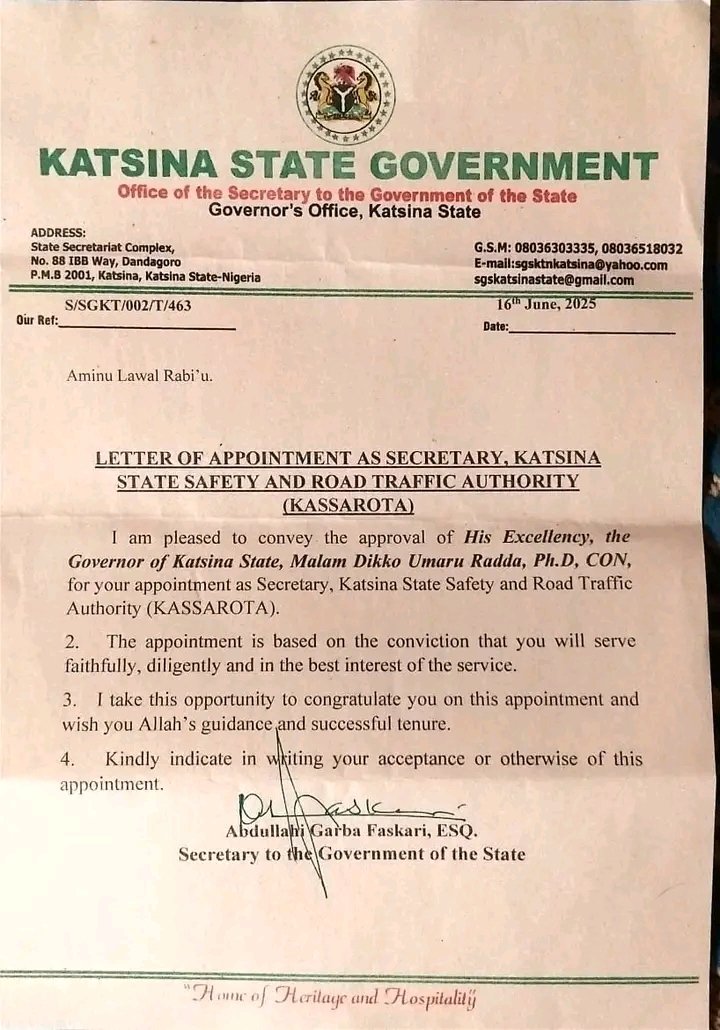 KATSINA STATE GOVERNMENT
Office of the Secretary to the Government of the State
Governor's Office, Katsina State
ADDRESS:
State Secretariat Complex,
No. 88 IBB Way, Dandagoro
P.M.B 2001, Katsina, Katsina State-Nigeria
G.S.M: 08036303335, 08036518032
E-mail:sgsktnkatsina@yahoo.com
sgskatsinastate@gmail.com
S/SGKT/002/T/463
Our Ref:
16th June, 2025
Date:
Aminu Lawal Rabi'u.
LETTER OF APPOINTMENT AS SECRETARY, KATSINA
STATE SAFETY AND ROAD TRAFFIC AUTHORITY
(KASSAROTA)
I am pleased to convey the approval of His Excellency, the
Governor of Katsina State, Malam Dikko Umaru Radda, Ph.D, CON,
for your appointment as Secretary, Katsina State Safety and Road Traffic
Authority (KASSAROTA).
2. The appointment is based on the conviction that you will serve
faithfully, diligently and in the best interest of the service.
3. I take this opportunity to congratulate you on this appointment and
wish you Allah's guidance and successful tenure.
4. Kindly indicate in writing your acceptance or otherwise of this
appointment.
Abdullahi Garba Faskari, ESQ.
Secretary to the Government of the State
"Home of Heritage and Hospitality